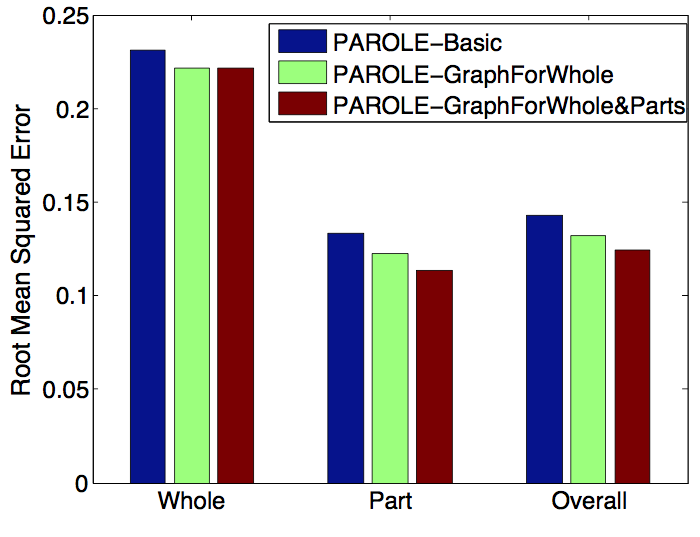 0.25
0.2
0.15
0.1
0.05
0
Root Mean Squared Error
PAROLE−Basic
PAROLE−GraphForWhole
PAROLE−GraphForWhole&Parts
Whole
Part
Overall